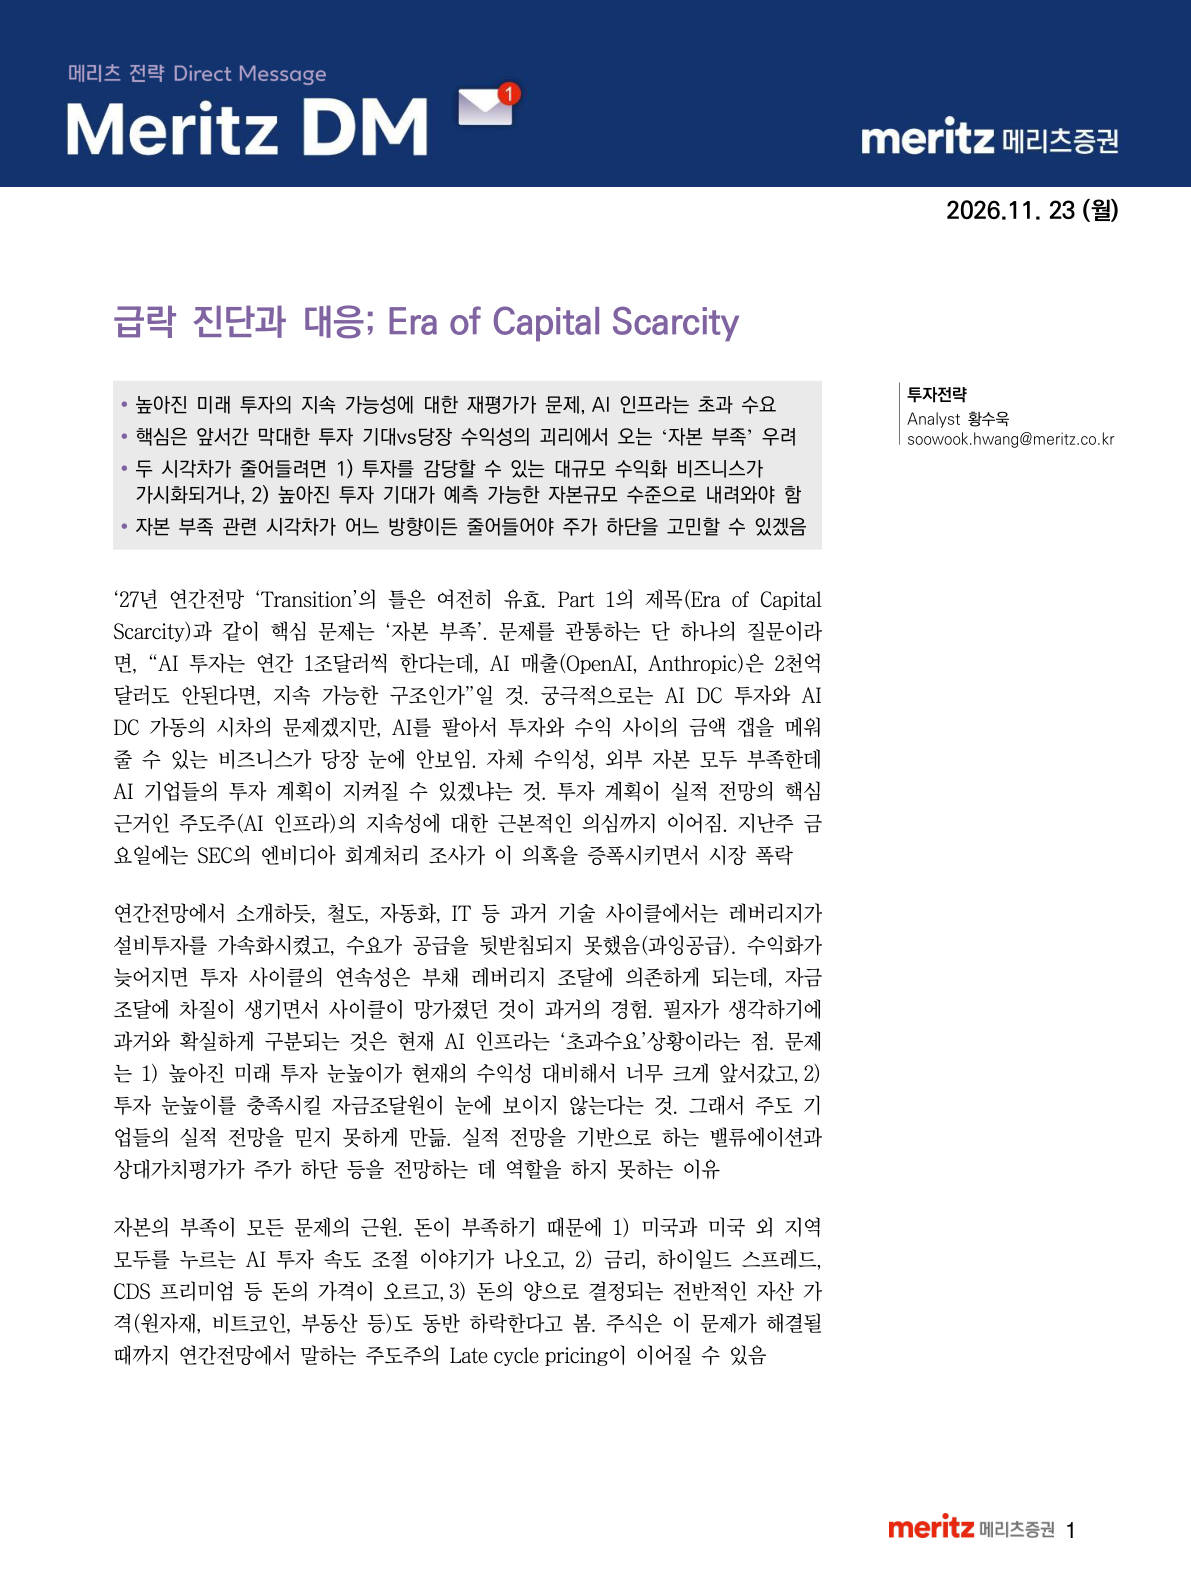 메리츠 전략 Direct Message
Meritz DM
1
meritz 메리츠증권
2026.11. 23 (월)
급락 진단과 대응; Era of Capital Scarcity
• 높아진 미래 투자의 지속 가능성에 대한 재평가가 문제, AI 인프라는 초과 수요
• 핵심은 앞서간 막대한 투자 기대vs당장 수익성의 괴리에서 오는 ‘자본 부족’ 우려
• 두 시각차가 줄어들려면 1) 투자를 감당할 수 있는 대규모 수익화 비즈니스가
가시화되거나, 2) 높아진 투자 기대가 예측 가능한 자본규모 수준으로 내려와야 함
• 자본 부족 관련 시각차가 어느 방향이든 줄어들어야 주가 하단을 고민할 수 있겠음
투자전략
Analyst 황수욱
soowook.hwang@meritz.co.kr
‘27년 연간전망 ‘Transition’의 틀은 여전히 유효. Part 1의 제목(Era of Capital
Scarcity)과 같이 핵심 문제는 ‘자본 부족’. 문제를 관통하는 단 하나의 질문이라
면, “AI 투자는 연간 1조달러씩 한다는데, AI 매출(OpenAI, Anthropic)은 2천억
달러도 안된다면, 지속 가능한 구조인가”일 것. 궁극적으로는 AI DC 투자와 AI
DC 가동의 시차의 문제겠지만, AI를 팔아서 투자와 수익 사이의 금액 갭을 메워
줄 수 있는 비즈니스가 당장 눈에 안보임. 자체 수익성, 외부 자본 모두 부족한데
AI 기업들의 투자 계획이 지켜질 수 있겠냐는 것. 투자 계획이 실적 전망의 핵심
근거인 주도주(AI 인프라)의 지속성에 대한 근본적인 의심까지 이어짐. 지난주 금
요일에는 SEC의 엔비디아 회계처리 조사가 이 의혹을 증폭시키면서 시장 폭락
연간전망에서 소개하듯, 철도, 자동화, IT 등 과거 기술 사이클에서는 레버리지가
설비투자를 가속화시켰고, 수요가 공급을 뒷받침되지 못했음(과잉공급). 수익화가
늦어지면 투자 사이클의 연속성은 부채 레버리지 조달에 의존하게 되는데, 자금
조달에 차질이 생기면서 사이클이 망가졌던 것이 과거의 경험. 필자가 생각하기에
과거와 확실하게 구분되는 것은 현재 AI 인프라는 ‘초과수요’상황이라는 점. 문제
는 1) 높아진 미래 투자 눈높이가 현재의 수익성 대비해서 너무 크게 앞서갔고, 2)
투자 눈높이를 충족시킬 자금조달원이 눈에 보이지 않는다는 것. 그래서 주도 기
업들의 실적 전망을 믿지 못하게 만듦. 실적 전망을 기반으로 하는 밸류에이션과
상대가치평가가 주가 하단 등을 전망하는 데 역할을 하지 못하는 이유
자본의 부족이 모든 문제의 근원. 돈이 부족하기 때문에 1) 미국과 미국 외 지역
모두를 누르는 AI 투자 속도 조절 이야기가 나오고, 2) 금리, 하이일드 스프레드,
CDS 프리미엄 등 돈의 가격이 오르고, 3) 돈의 양으로 결정되는 전반적인 자산 가
격(원자재, 비트코인, 부동산 등)도 동반 하락한다고 봄. 주식은 이 문제가 해결될
때까지 연간전망에서 말하는 주도주의 Late cycle pricing이 이어질 수 있음
meritz 메리츠증권 1